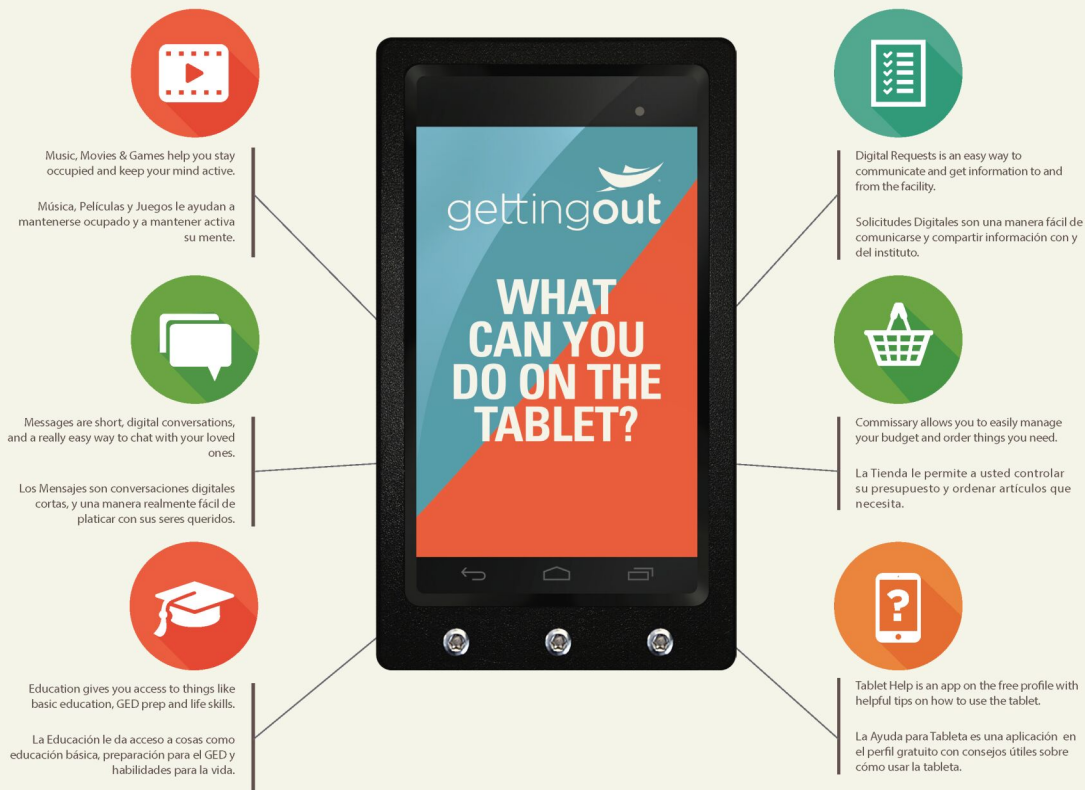 Music, Movies & Games help you stay
occupied and keep your mind active.
Música, Películas y Juegos le ayudan a
mantenerse ocupado y a mantener activa
su mente.
Messages are short, digital conversations,
and a really easy way to chat with your loved
ones.
Los Mensajes son conversaciones digitales
cortas, y una manera realmente fácil de
platicar con sus seres queridos.
Education gives you access to things like
basic education, GED prep and life skills.
La Educación le da acceso a cosas como
educación básica, preparación para el GED y
habilidades para la vida.
gettingout
WHAT
CAN YOU
DO ON THE
TABLET?
Digital Requests is an easy way to
communicate and get information to and
from the facility.
Solicitudes Digitales son una manera fácil de
comunicarse y compartir información con y
del instituto.
Commissary allows you to easily manage
your budget and order things you need.
La Tienda le permite a usted controlar
su presupuesto y ordenar artículos que
necesita.
?
Tablet Help is an app on the free profile with
helpful tips on how to use the tablet.
La Ayuda para Tableta es una aplicación en
el perfil gratuito con consejos útiles sobre
cómo usar la tableta.